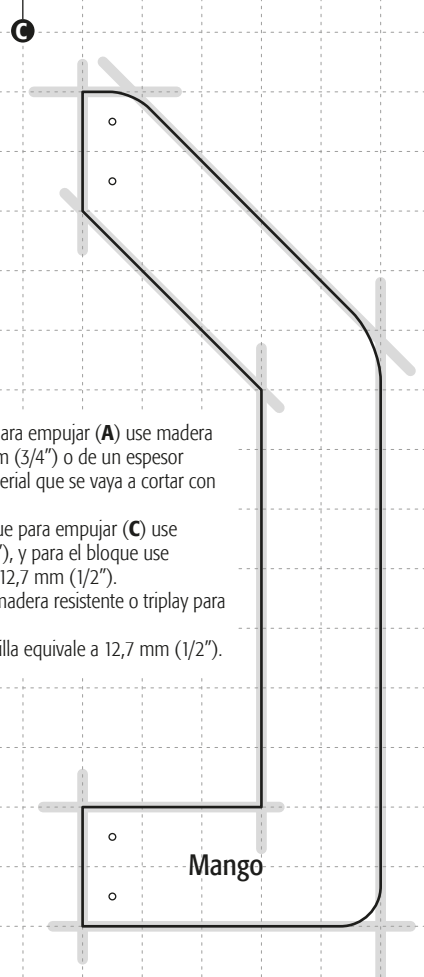 C
ara empujar (A) use madera
m (3/4") o de un espesor
erial que se vaya a cortar con
ue para empujar (C) use
"), y para el bloque use
12,7 mm (1/2").
madera resistente o triplay para
illa equivale a 12,7 mm (1/2").
Mango